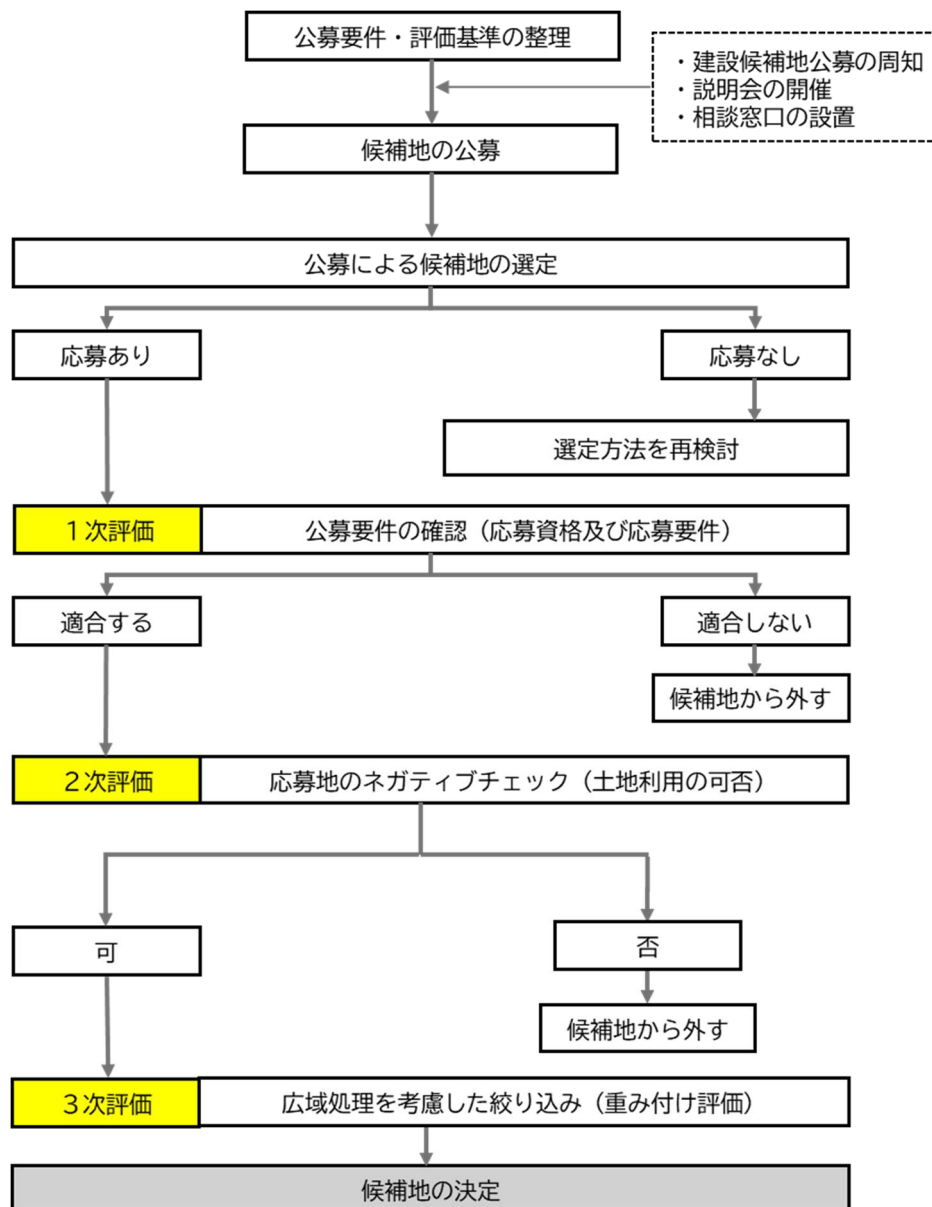 公募要件・評価基準の整理
・建設候補地公募の周知
・説明会の開催
・相談窓口の設置
候補地の公募
公募による候補地の選定
応募あり
応募なし
選定方法を再検討
１次評価
公募要件の確認（応募資格及び応募要件）
適合する
適合しない
候補地から外す
２次評価
応募地のネガティブチェック（土地利用の可否）
可
否
候補地から外す
３次評価
広域処理を考慮した絞り込み（重み付け評価）
候補地の決定